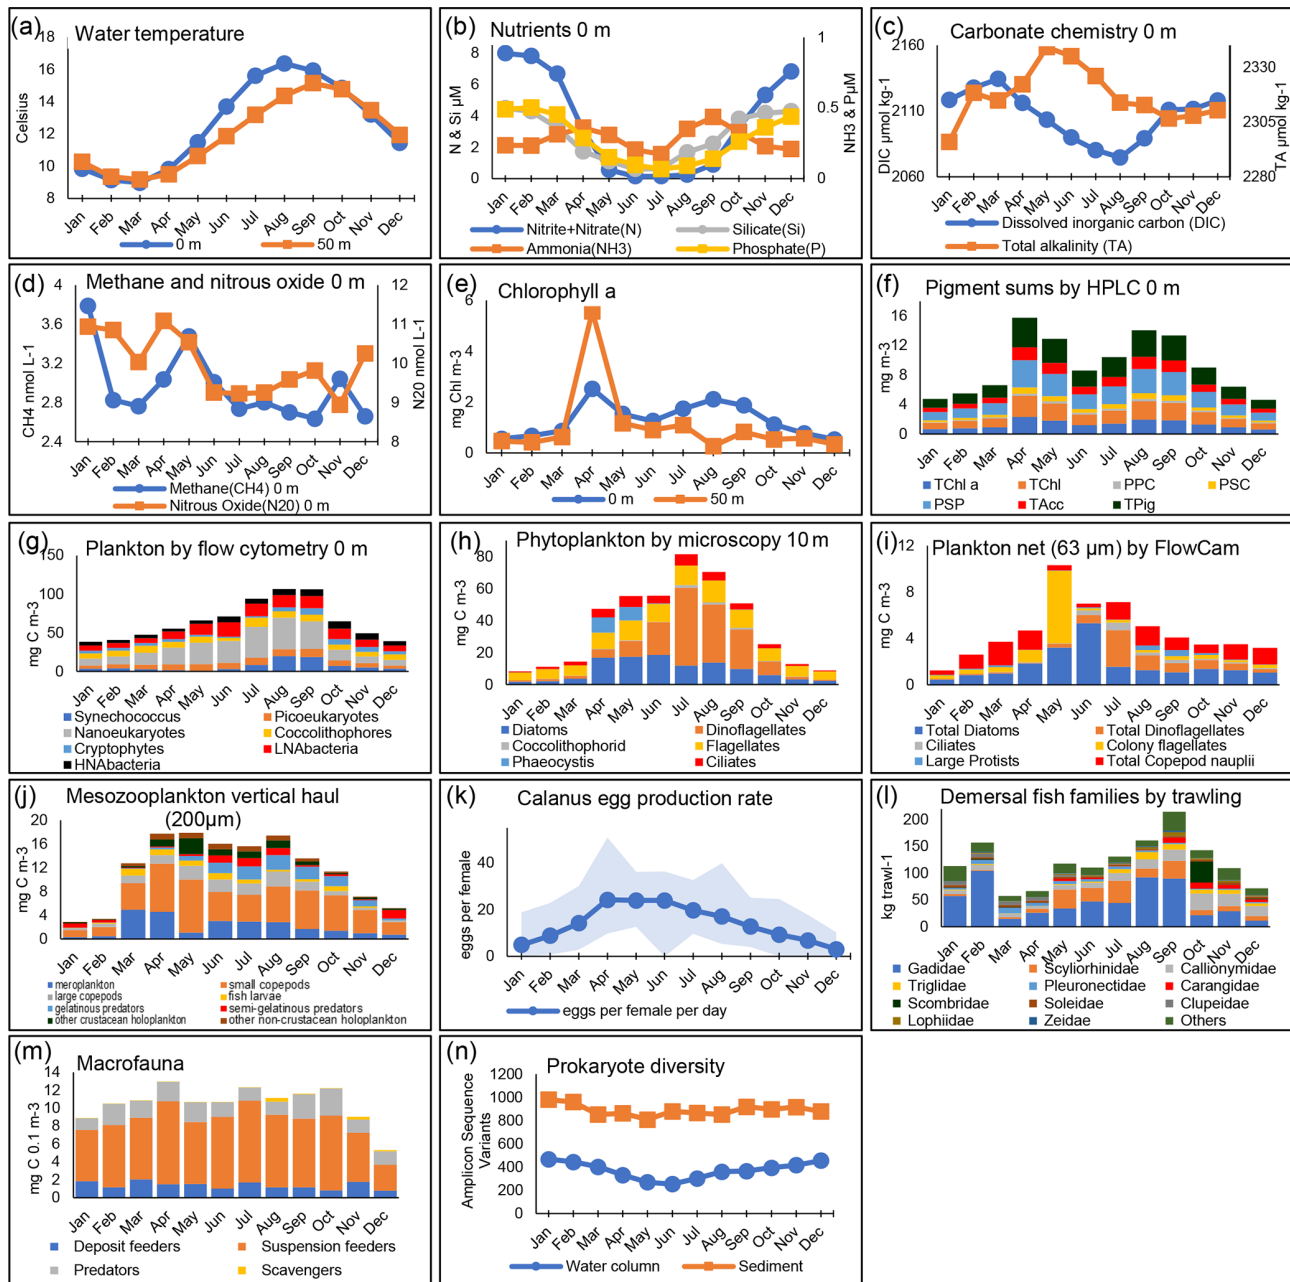 (a) Water temperature
18
16
14
12
10
8
Celsius
Jan Feb Mar Apr May Jun Jul Aug Sep Oct Nov Dec
0 m 50 m
(b) Nutrients 0 m
8
6
4
2
0
N & Si µM
1
0.5
0
NH3 & PµM
Jan Feb Mar Apr May Jun Jul Aug Sep Oct Nov Dec
Nitrite+Nitrate(N) Silicate(Si)
Ammonia(NH3) Phosphate(P)
(c) Carbonate chemistry 0 m
2160
2110
2060
DIC µmol kg-1
2330
2305
2280
TA µmol kg-1
Jan Feb Mar Apr May Jun Jul Aug Sep Oct Nov Dec
Dissolved inorganic carbon (DIC)
Total alkalinity (TA)
(d) Methane and nitrous oxide 0 m
4
3.6
3.2
2.8
2.4
CH4 nmol L-1
12
11
10
9
8
N20 nmol L-1
Jan Feb Mar Apr May Jun Jul Aug Sep Oct Nov Dec
Methane(CH4) 0 m
Nitrous Oxide(N20) 0 m
(e) Chlorophyll a
6
4
2
0
mg Chl m-3
Jan Feb Mar Apr May Jun Jul Aug Sep Oct Nov Dec
0 m 50 m
(f) Pigment sums by HPLC 0 m
16
12
8
4
0
mg m-3
Jan Feb Mar Apr May Jun Jul Aug Sep Oct Nov Dec
TChl a TChl PPC PSC
PSP TAcc TPig
(g) Plankton by flow cytometry 0 m
150
100
50
0
mg C m-3
Jan Feb Mar Apr May Jun Jul Aug Sep Oct Nov Dec
Synechococcus Picoeukaryotes
Nanoeukaryotes Coccolithophores
Cryptophytes LNAbacteria
HNAbacteria
(h) Phytoplankton by microscopy 10 m
80
60
40
20
0
mg C m-3
Jan Feb Mar Apr May Jun Jul Aug Sep Oct Nov Dec
Diatoms Dinoflagellates
Coccolithophorid Flagellates
Phaeocystis Ciliates
(i) Plankton net (63 µm) by FlowCam
12
8
4
0
mg C m-3
Jan Feb Mar Apr May Jun Jul Aug Sep Oct Nov Dec
Total Diatoms Total Dinoflagellates
Ciliates Colony flagellates
Large Protists Total Copepod nauplii
(j) Mesozooplankton vertical haul
(200µm)
20
16
12
8
4
0
mg C m-3
Jan Feb Mar Apr May Jun Jul Aug Sep Oct Nov Dec
meroplankton small copepods
large copepods fish larvae
gelatinous predators semi-gelatinous predators
other crustacean holoplankton other non-crustacean holoplankton
(k) Calanus egg production rate
40
20
0
eggs per female
Jan Feb Mar Apr May Jun Jul Aug Sep Oct Nov Dec
eggs per female per day
(l) Demersal fish families by trawling
200
150
100
50
0
kg trawl-1
Jan Feb Mar Apr May Jun Jul Aug Sep Oct Nov Dec
Gadidae Scyliorhinidae Callionymidae
Triglidae Pleuronectidae Carangidae
Scombridae Soleidae Clupeidae
Lophiidae Zeidae Others
(m) Macrofauna
14
12
10
8
6
4
2
0
mg C 0.1 m-3
Jan Feb Mar Apr May Jun Jul Aug Sep Oct Nov Dec
Deposit feeders Suspension feeders
Predators Scavengers
(n) Prokaryote diversity
1200
1000
800
600
400
200
0
Amplicon Sequence
Variants
Jan Feb Mar Apr May Jun Jul Aug Sep Oct Nov Dec
Water column Sediment